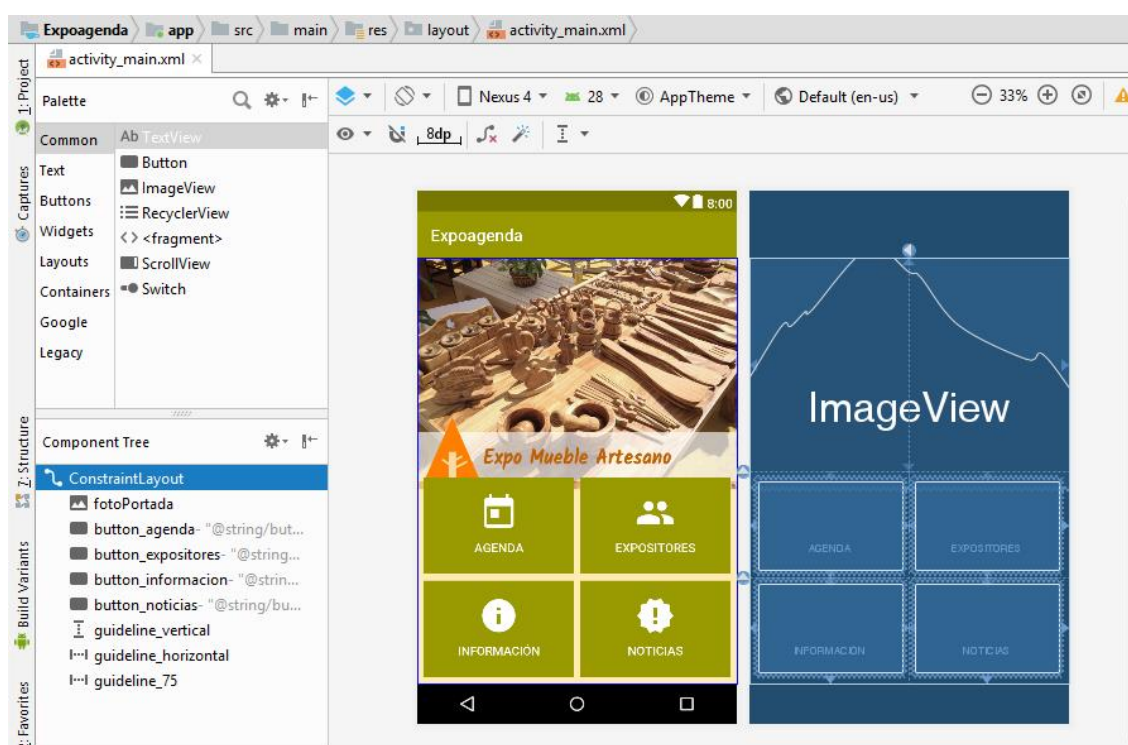 Expoagenda app src main res layout activity_main.xml
activity_main.xml
1: Project
Captures
7: Structure
Build Variants
Favorites
Palette
Common
Text
Buttons
Widgets
Layouts
Containers
Google
Legacy
Ab TextView
Button
ImageView
RecyclerView
<> <fragment>
ScrollView
Switch
Nexus 4 28 AppTheme Default (en-us) 33%
8dp
Component Tree
ConstraintLayout
fotoPortada
button_agenda- "@string/but...
button_expositores- "@string...
button_informacion- "@strin...
button_noticias- "@string/bu...
guideline_vertical
guideline_horizontal
guideline_75
8:00
Expoagenda
Expo Mueble Artesano
AGENDA
EXPOSITORES
INFORMACIÓN
NOTICIAS
ImageView
AGENDA
EXPOSITORES
INFORMACIÓN
NOTICIAS